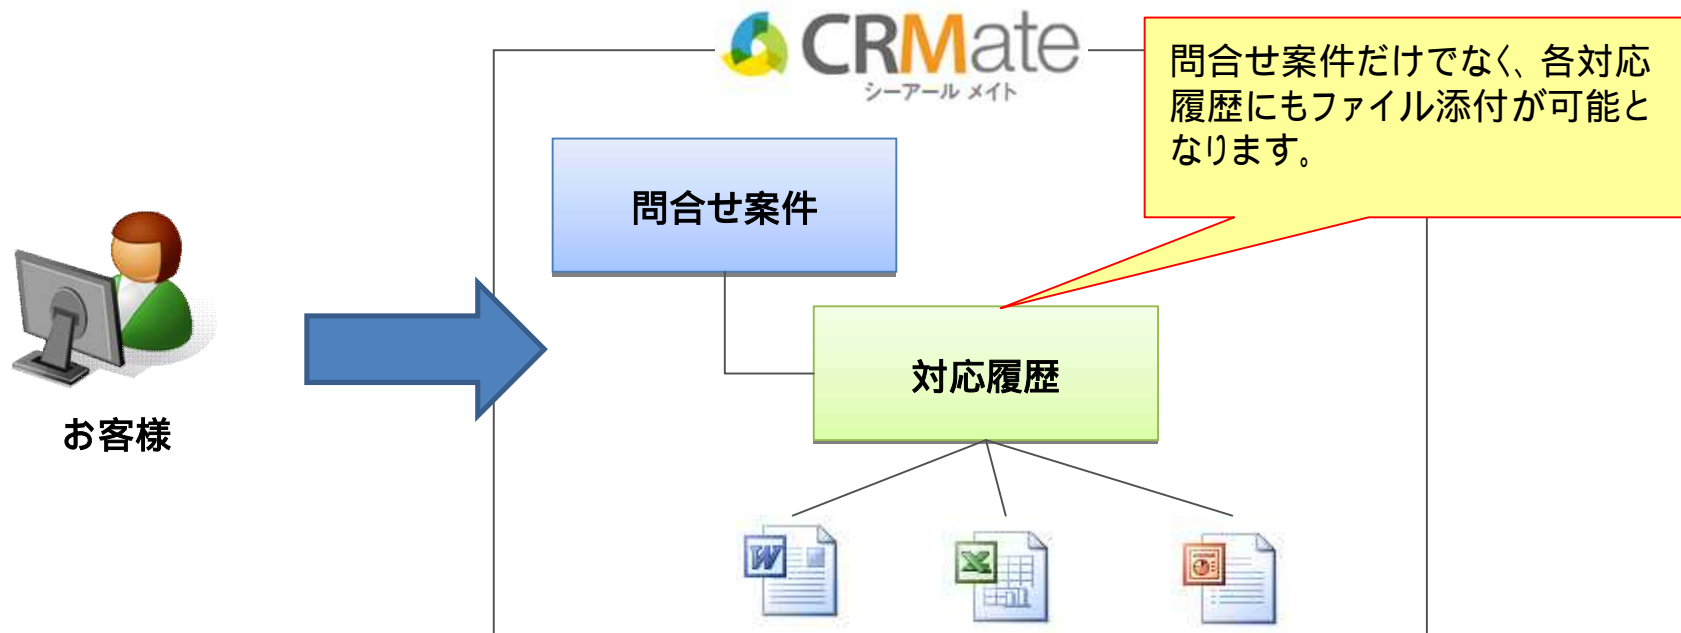 CRMate
シーアール メイト
問合せ案件だけでなく、各対応
履歴にもファイル添付が可能と
なります。
問合せ案件
対応履歴
お客様
W
X